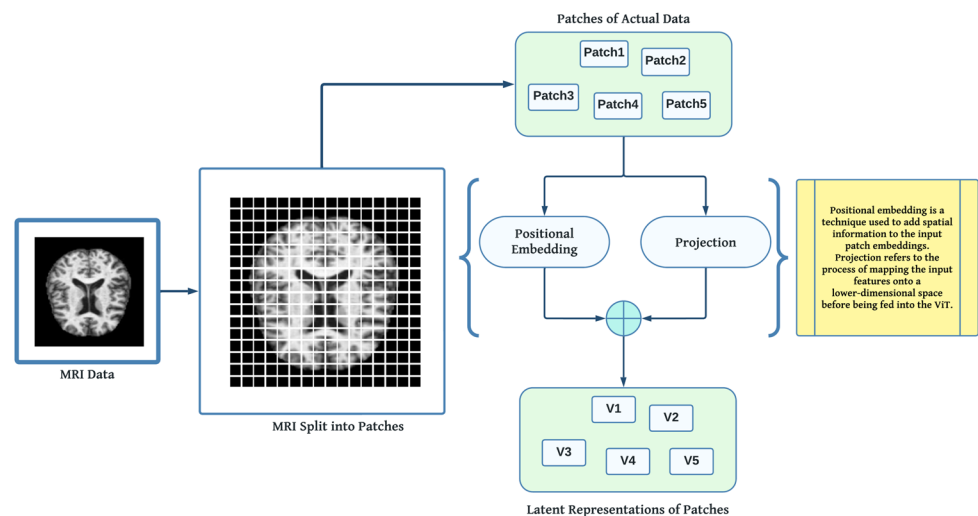 Patches of Actual Data
Patch1
Patch2
Patch3
Patch4
Patch5
MRI Data
MRI Split into Patches
Positional
Embedding
Projection
Positional embedding is a
technique used to add spatial
information to the input
patch embeddings.
Projection refers to the
process of mapping the input
features onto a
lower-dimensional space
before being fed into the ViT.
V1
V2
V3
V4
V5
Latent Representations of Patches